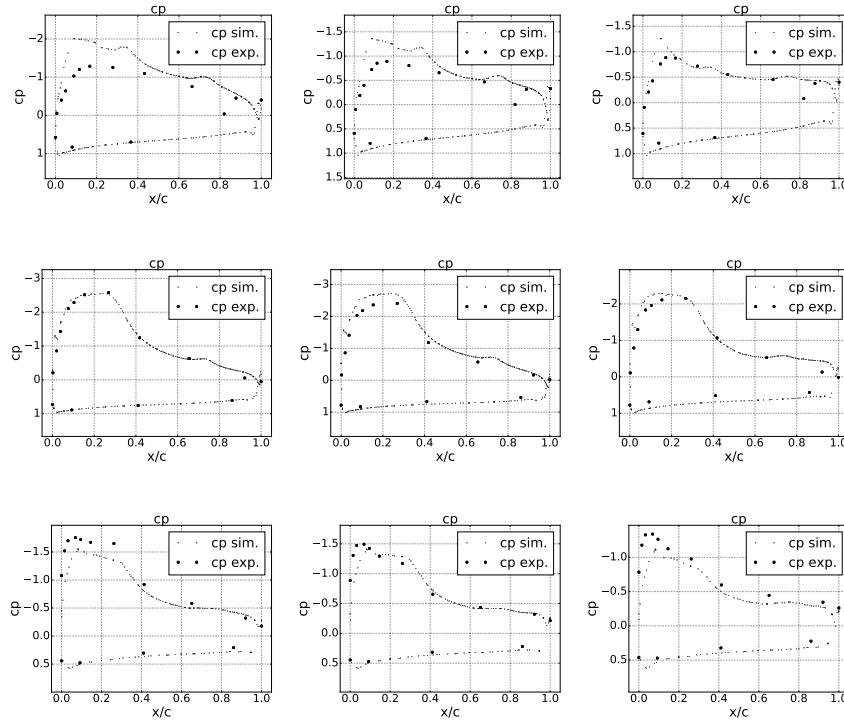 cp cp cp
−2 cp sim. −1.5 cp sim. −1.5 cp sim.
cp exp. −1.0 cp exp. −1.0 cp exp.
−1 −0.5 −0.5
cp 0 cp 0.0 cp 0.0
0.5 0.5
1 1.0 1.0
1.5
0.0 0.2 0.4 0.6 0.8 1.0 0.0 0.2 0.4 0.6 0.8 1.0 0.0 0.2 0.4 0.6 0.8 1.0
x/c x/c x/c
cp cp cp
−3 cp sim. −3 cp sim. cp sim.
−2 cp exp. −2 cp exp. −2 cp exp.
cp −1 cp −1 cp −1
0 0 0
1 1 1
0.0 0.2 0.4 0.6 0.8 1.0 0.0 0.2 0.4 0.6 0.8 1.0 0.0 0.2 0.4 0.6 0.8 1.0
x/c x/c x/c
cp cp cp
−1.5 cp sim. −1.5 cp sim. cp sim.
cp exp. cp exp. −1.0 cp exp.
−1.0 −1.0
cp −0.5 cp −0.5 cp −0.5
0.0 0.0 0.0
0.5 0.5 0.5
0.0 0.2 0.4 0.6 0.8 1.0 0.0 0.2 0.4 0.6 0.8 1.0 0.0 0.2 0.4 0.6 0.8 1.0
x/c x/c x/c